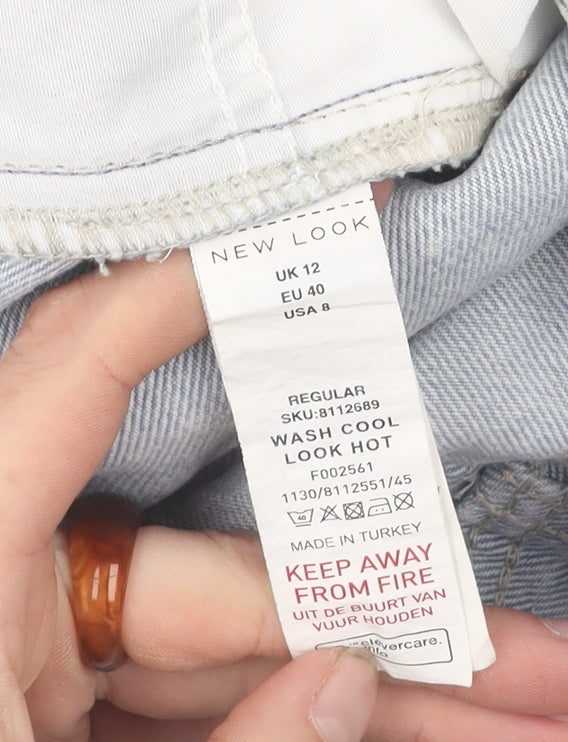 NEW LOOK
UK 12
EU 40
USA 8
REGULAR
SKU:8112689
WASH COOL
LOOK HOT
F002561
1130/8112551/45
40
MADE IN TURKEY
KEEP AWAY
FROM FIRE
UIT DE BUURT VAN
VUUR HOUDEN